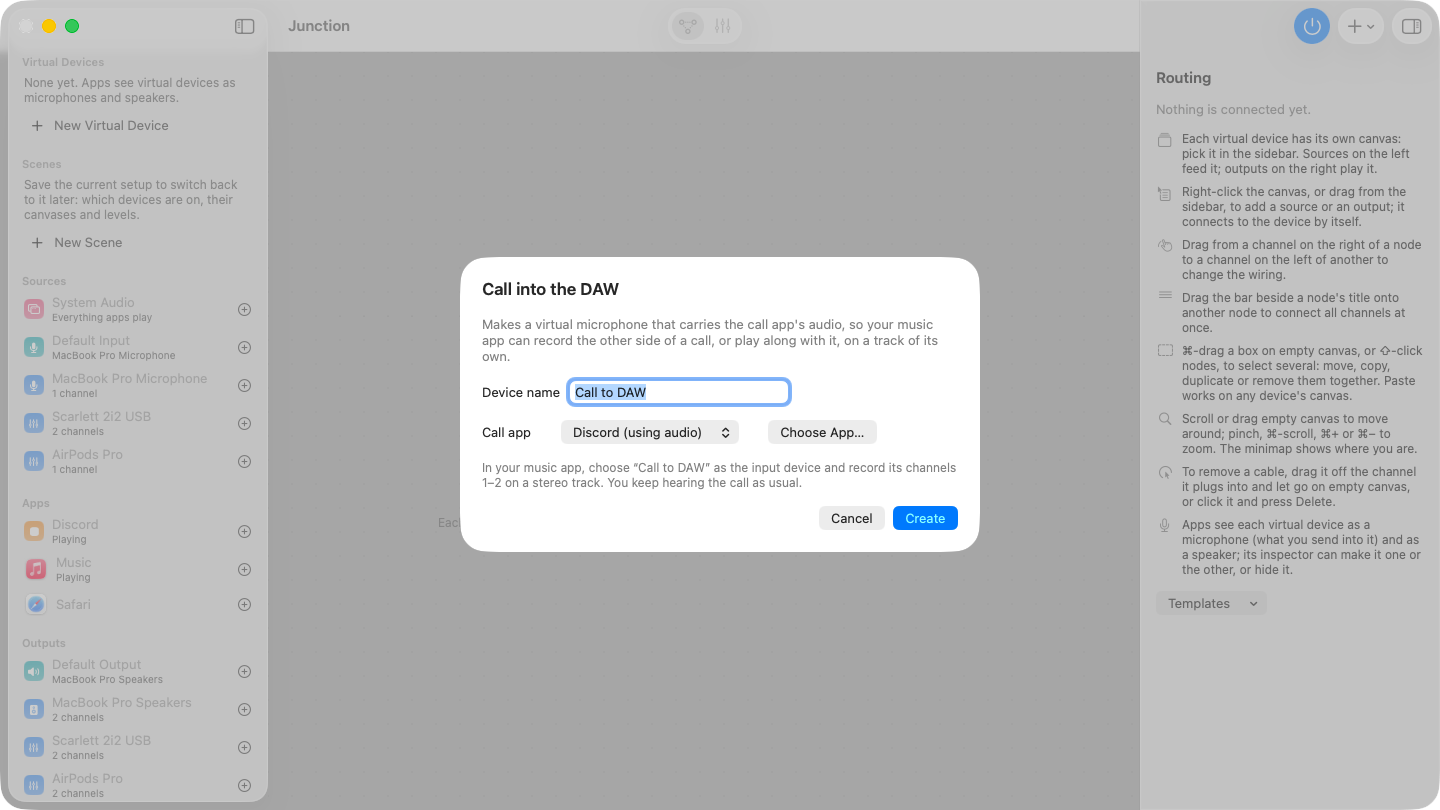 Junction
Virtual Devices
None yet. Apps see virtual devices as
microphones and speakers.
New Virtual Device
Scenes
Save the current setup to switch back
to it later: which devices are on, their
canvases and levels.
New Scene
Sources
System Audio
Everything apps play
Default Input
MacBook Pro Microphone
MacBook Pro Microphone
1 channel
Scarlett 2i2 USB
2 channels
AirPods Pro
1 channel
Apps
Discord
Playing
Music
Playing
Safari
Outputs
Default Output
MacBook Pro Speakers
MacBook Pro Speakers
2 channels
Scarlett 2i2 USB
2 channels
AirPods Pro
2 channels
Eac
Call into the DAW
Makes a virtual microphone that carries the call app's audio, so your music
app can record the other side of a call, or play along with it, on a track of its
own.
Device name Call to DAW
Call app Discord (using audio) Choose App...
In your music app, choose “Call to DAW” as the input device and record its channels
1–2 on a stereo track. You keep hearing the call as usual.
Cancel Create
Routing
Nothing is connected yet.
Each virtual device has its own canvas:
pick it in the sidebar. Sources on the left
feed it; outputs on the right play it.
Right-click the canvas, or drag from the
sidebar, to add a source or an output; it
connects to the device by itself.
Drag from a channel on the right of a node
to a channel on the left of another to
change the wiring.
Drag the bar beside a node's title onto
another node to connect all channels at
once.
⌘-drag a box on empty canvas, or ⇧-click
nodes, to select several: move, copy,
duplicate or remove them together. Paste
works on any device's canvas.
Scroll or drag empty canvas to move
around; pinch, ⌘-scroll, ⌘+ or ⌘− to
zoom. The minimap shows where you are.
To remove a cable, drag it off the channel
it plugs into and let go on empty canvas,
or click it and press Delete.
Apps see each virtual device as a
microphone (what you send into it) and as
a speaker; its inspector can make it one or
the other, or hide it.
Templates